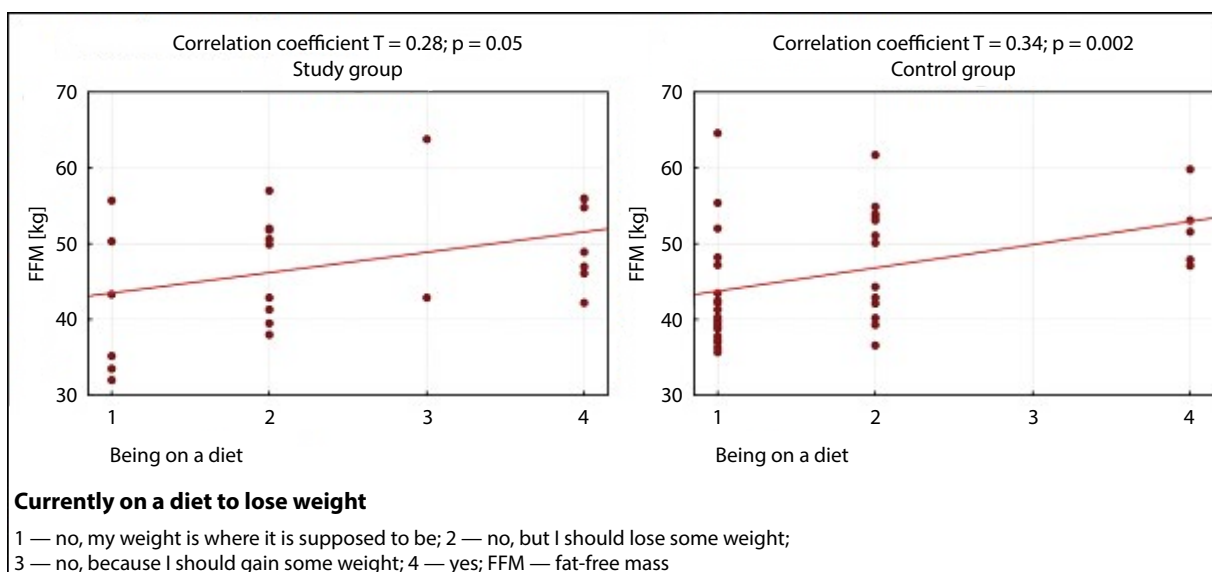 Correlation coefficient T = 0.28; p = 0.05
Study group
70
60
50
40
30
FFM [kg]
1 2 3 4
Being on a diet
Correlation coefficient T = 0.34; p = 0.002
Control group
70
60
50
40
30
FFM [kg]
1 2 3 4
Being on a diet
Currently on a diet to lose weight
1 — no, my weight is where it is supposed to be; 2 — no, but I should lose some weight;
3 — no, because I should gain some weight; 4 — yes; FFM — fat-free mass